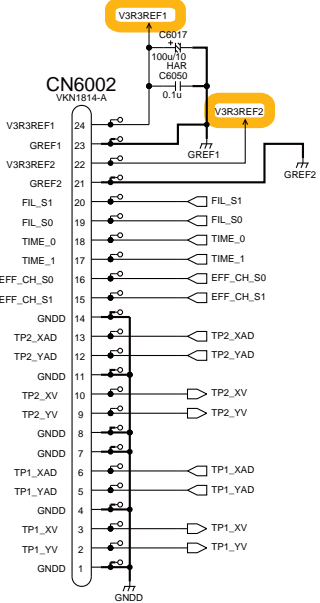 V3R3REF1
C6017
+
100u/10
HAR
C6050
0.1u
CN6002
VKN1814-A
V3R3REF2
V3R3REF1 24
GREF1 23
GREF1
V3R3REF2 22
GREF2 21
GREF2
FIL_S1 20 FIL_S1
FIL_S0 19 FIL_S0
TIME_0 18 TIME_0
TIME_1 17 TIME_1
EFF_CH_S0 16 EFF_CH_S0
EFF_CH_S1 15 EFF_CH_S1
GNDD 14
TP2_XAD 13 TP2_XAD
TP2_YAD 12 TP2_YAD
GNDD 11
TP2_XV 10 TP2_XV
TP2_YV 9 TP2_YV
GNDD 8
GNDD 7
TP1_XAD 6 TP1_XAD
TP1_YAD 5 TP1_YAD
GNDD 4
TP1_XV 3 TP1_XV
TP1_YV 2 TP1_YV
GNDD 1
GNDD